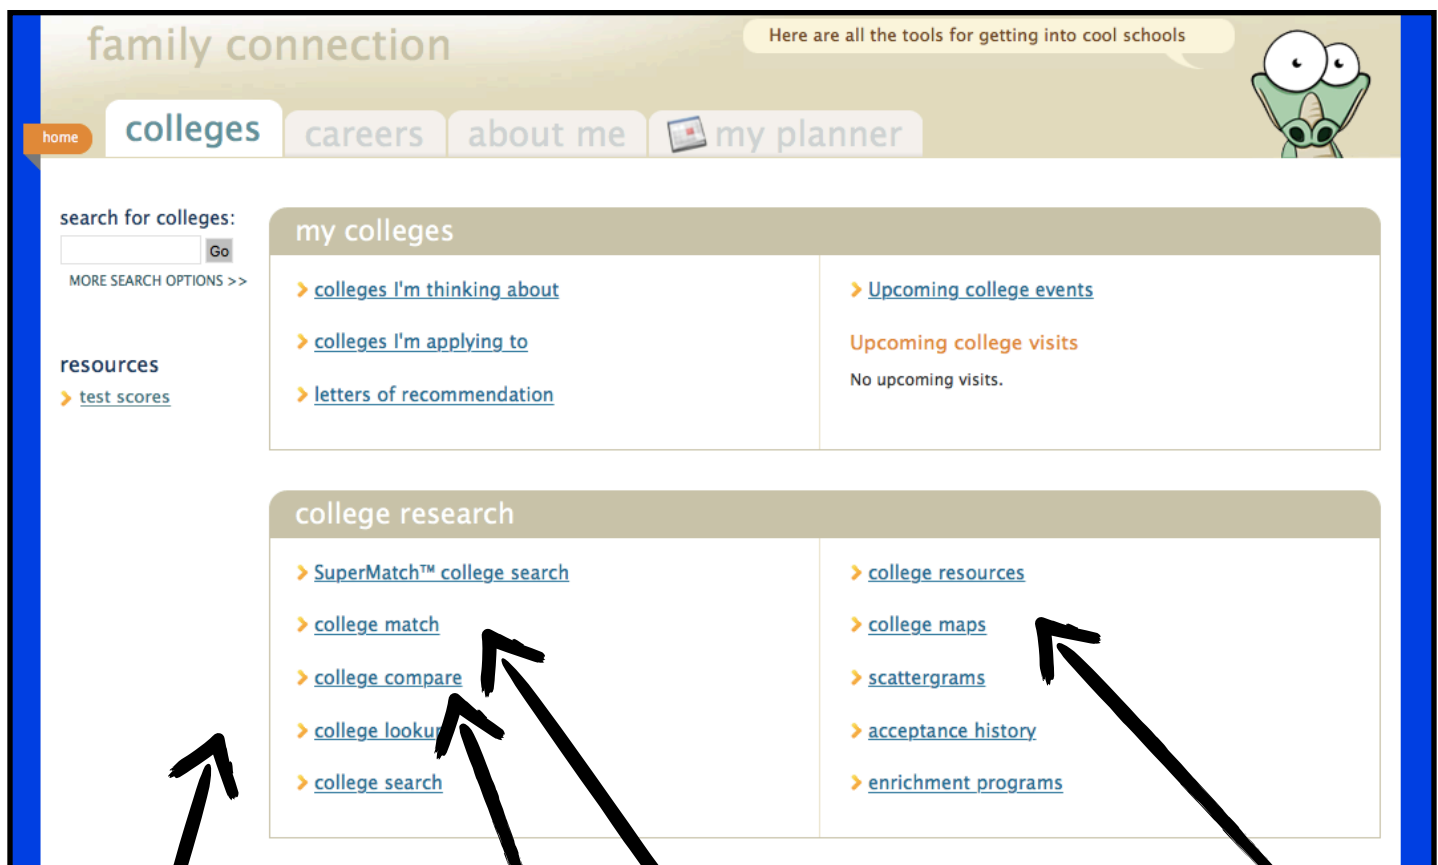 family connection
Here are all the tools for getting into cool schools
home
colleges
careers
about me
my planner
search for colleges:
Go
MORE SEARCH OPTIONS >>
resources
test scores
my colleges
colleges I'm thinking about
colleges I'm applying to
letters of recommendation
Upcoming college events
Upcoming college visits
No upcoming visits.
college research
SuperMatch™ college search
college match
college compare
college lookup
college search
college resources
college maps
scattergrams
acceptance history
enrichment programs